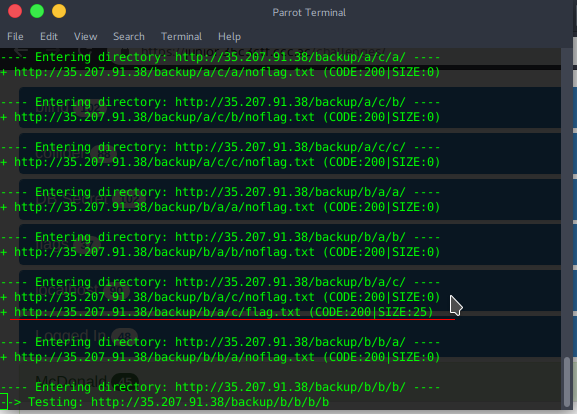 Parrot Terminal
File Edit View Search Terminal Help
---- Entering directory: http://35.207.91.38/backup/a/c/a/ ----
+ http://35.207.91.38/backup/a/c/a/noflag.txt (CODE:200|SIZE:0)
---- Entering directory: http://35.207.91.38/backup/a/c/b/ ----
+ http://35.207.91.38/backup/a/c/b/noflag.txt (CODE:200|SIZE:0)
---- Entering directory: http://35.207.91.38/backup/a/c/c/ ----
+ http://35.207.91.38/backup/a/c/c/noflag.txt (CODE:200|SIZE:0)
---- Entering directory: http://35.207.91.38/backup/b/a/a/ ----
+ http://35.207.91.38/backup/b/a/a/noflag.txt (CODE:200|SIZE:0)
---- Entering directory: http://35.207.91.38/backup/b/a/b/ ----
+ http://35.207.91.38/backup/b/a/b/noflag.txt (CODE:200|SIZE:0)
---- Entering directory: http://35.207.91.38/backup/b/a/c/ ----
+ http://35.207.91.38/backup/b/a/c/noflag.txt (CODE:200|SIZE:0)
+ http://35.207.91.38/backup/b/a/c/flag.txt (CODE:200|SIZE:25)
Logged In 48
---- Entering directory: http://35.207.91.38/backup/b/b/a/ ----
+ http://35.207.91.38/backup/b/b/a/noflag.txt (CODE:200|SIZE:0)
McDonald 45
---- Entering directory: http://35.207.91.38/backup/b/b/b/ ----
--> Testing: http://35.207.91.38/backup/b/b/b/b